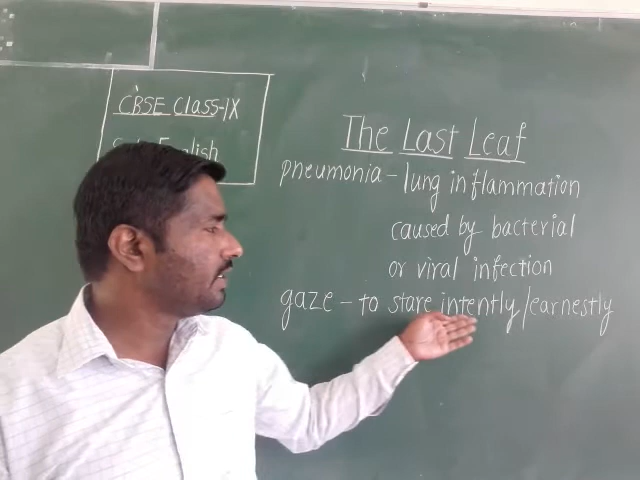 CBSE Class-IX
English
The Last Leaf
pneumonia - lung inflammation
caused by bacterial
or viral infection
gaze - to stare intently/earnestly